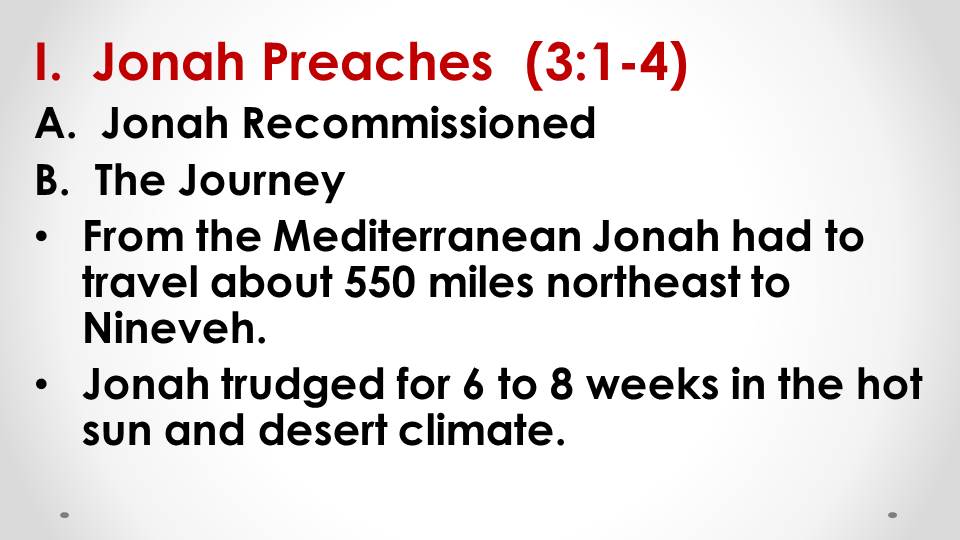 I.  Jonah Preaches  (3:1-4)
A.  Jonah Recommissioned
B.  The Journey
• From the Mediterranean Jonah had to
travel about 550 miles northeast to
Nineveh.
• Jonah trudged for 6 to 8 weeks in the hot
sun and desert climate.